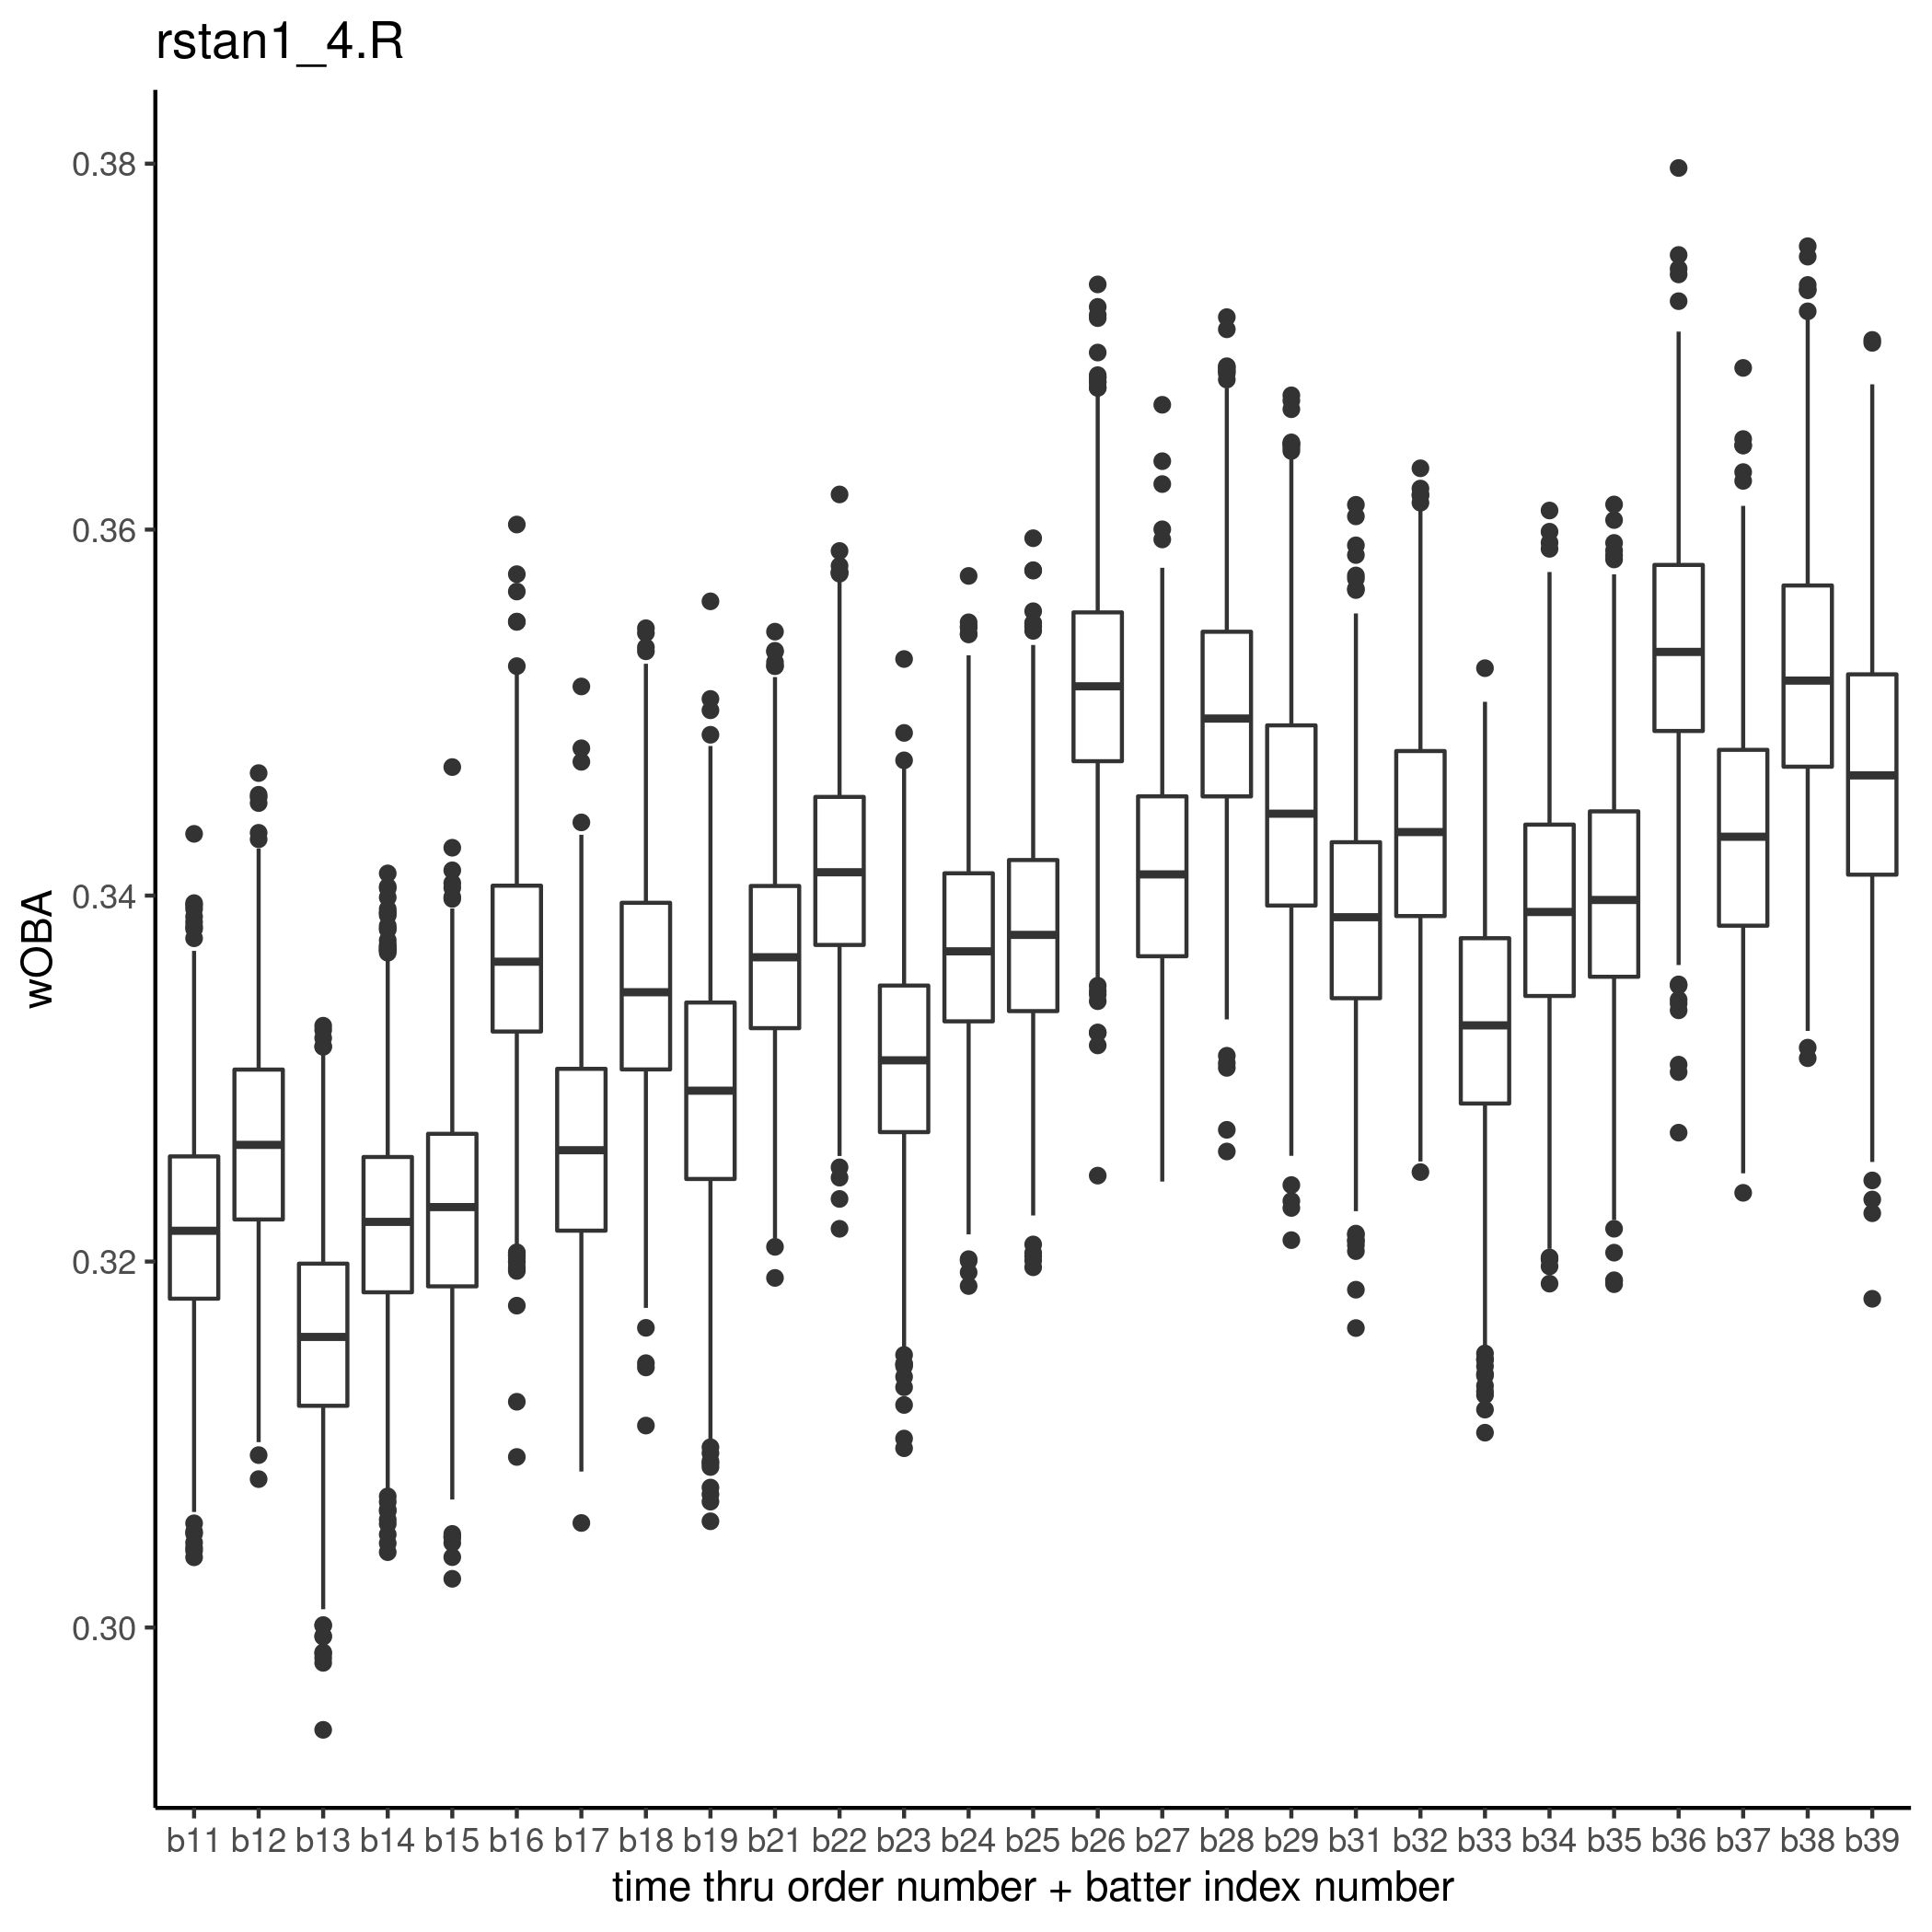 rstan1_4.R
0.38
0.36
0.34
0.32
0.30
wOBA
b11 b12 b13 b14 b15 b16 b17 b18 b19 b21 b22 b23 b24 b25 b26 b27 b28 b29 b31 b32 b33 b34 b35 b36 b37 b38 b39
time thru order number + batter index number